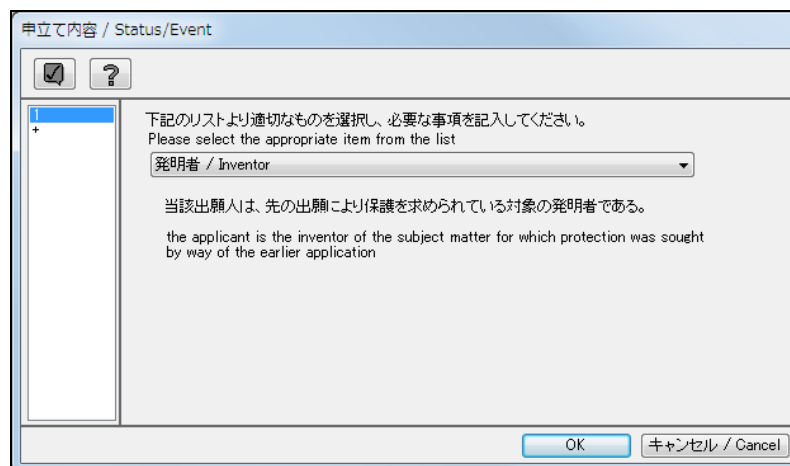 申立て内容 / Status/Event
?
1
+
下記のリストより適切なものを選択し、必要な事項を記入してください。
Please select the appropriate item from the list
発明者 / Inventor
当該出願人は、先の出願により保護を求められている対象の発明者である。
the applicant is the inventor of the subject matter for which protection was sought
by way of the earlier application
OK
キャンセル / Cancel